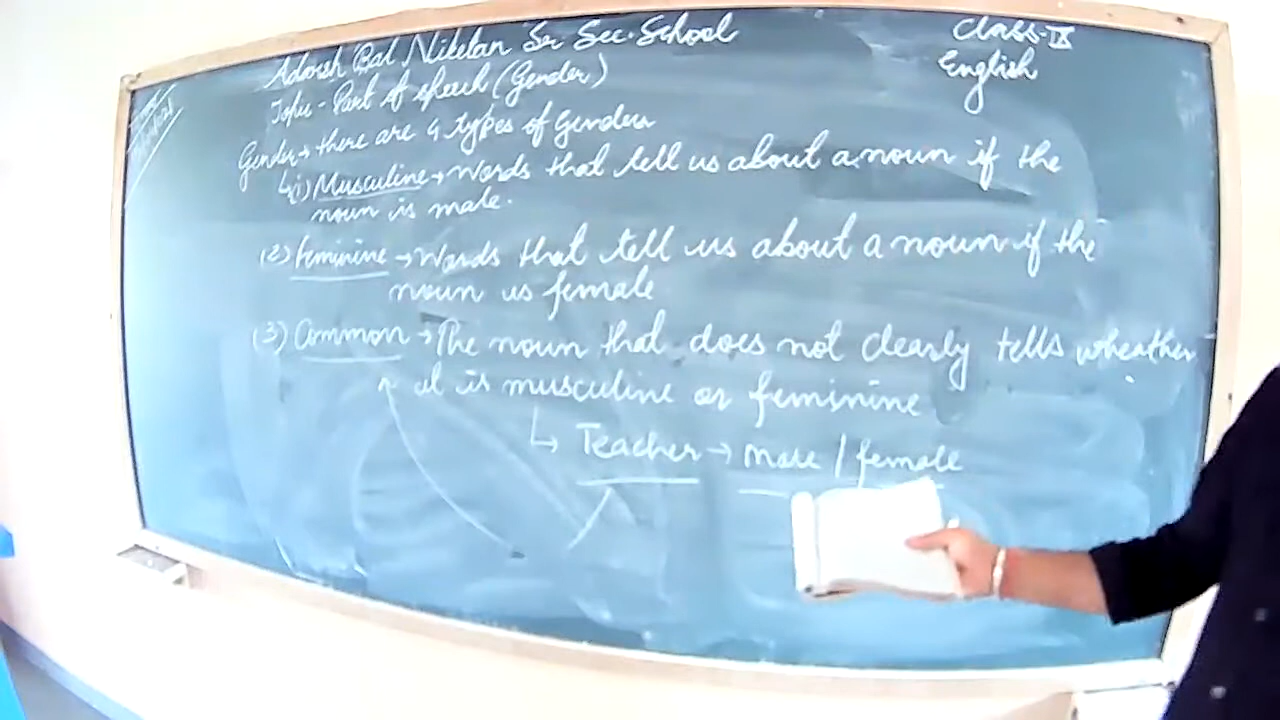 Adarsh Bal Niketan Sr Sec. School
Class-IX
English
Topic - Part of speech (Gender)
Gender → there are 4 types of Genders
(1) Musculine → Words that tell us about a noun if the
noun is male.
(2) Feminine → Words that tell us about a noun if the
noun is female
(3) Common → The noun that does not clearly tells wheather
it is musculine or feminine
↳ Teacher → male / female